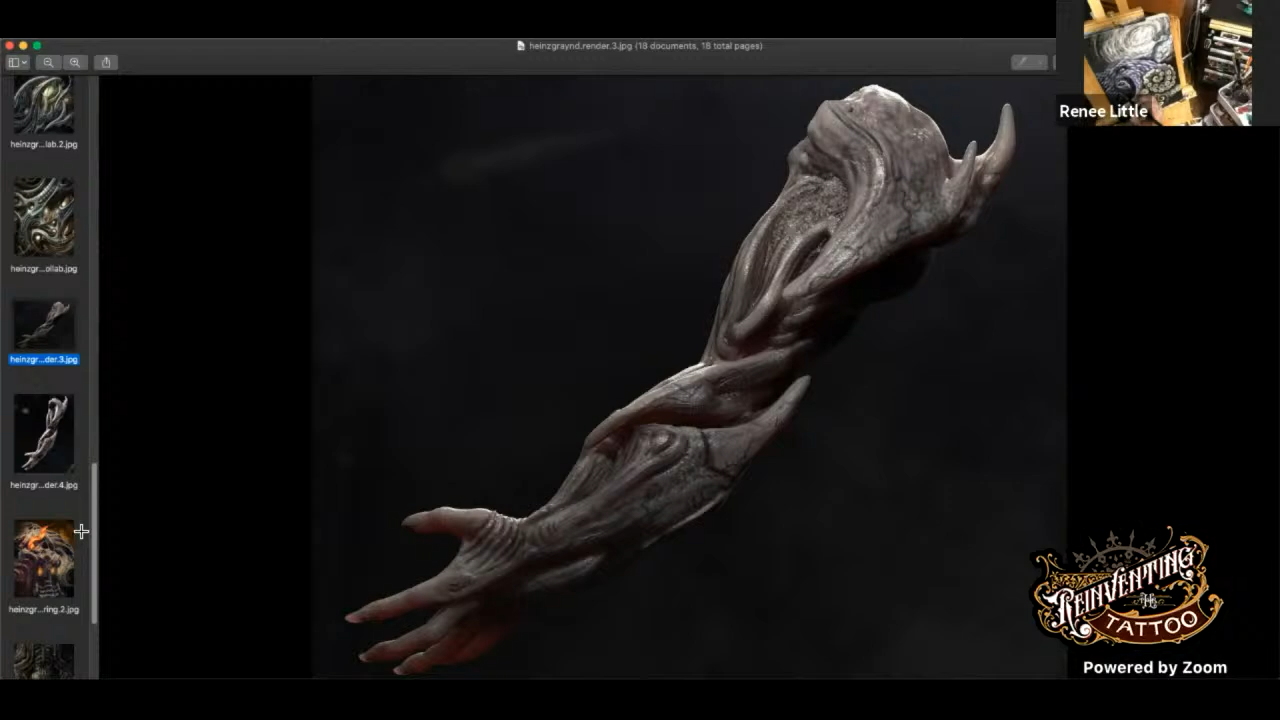 heinzgraynd.render.3.jpg (18 documents, 18 total pages)
heinzgr...lab.2.jpg
heinzgr...ollab.jpg
heinzgr...der.3.jpg
heinzgr...der.4.jpg
heinzgr...ring.2.jpg
Renee Little
REINVENTING
THE
TATTOO
Powered by Zoom